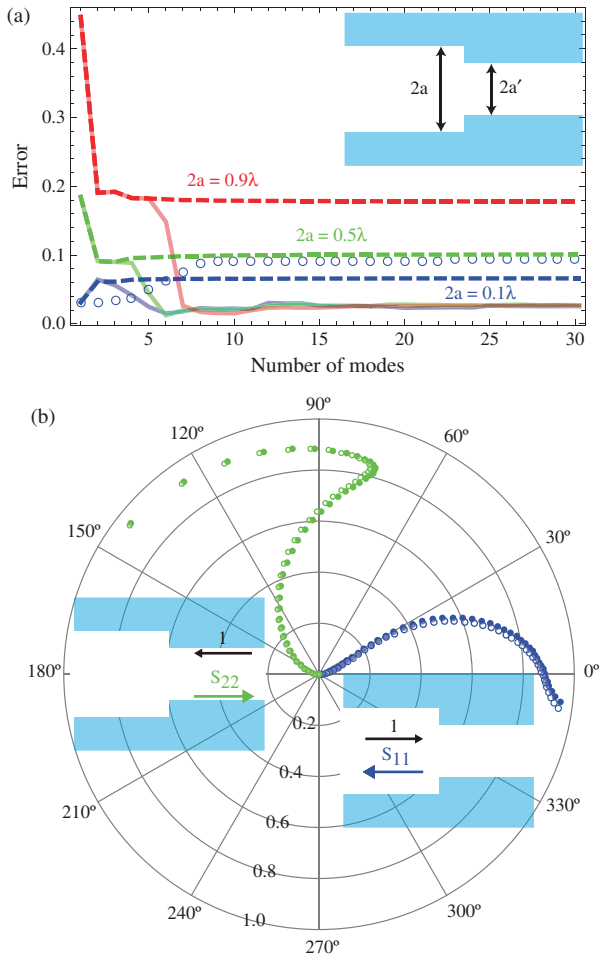 (a)
Error
0.4
0.3
0.2
0.1
0.0
2a
2a′
2a = 0.9λ
2a = 0.5λ
2a = 0.1λ
5
10
15
20
25
30
Number of modes
(b)
90º
120º
60º
150º
30º
180º
0º
1
S22
0.2
1
S11
0.4
210º
330º
0.6
0.8
240º
300º
1.0
270º